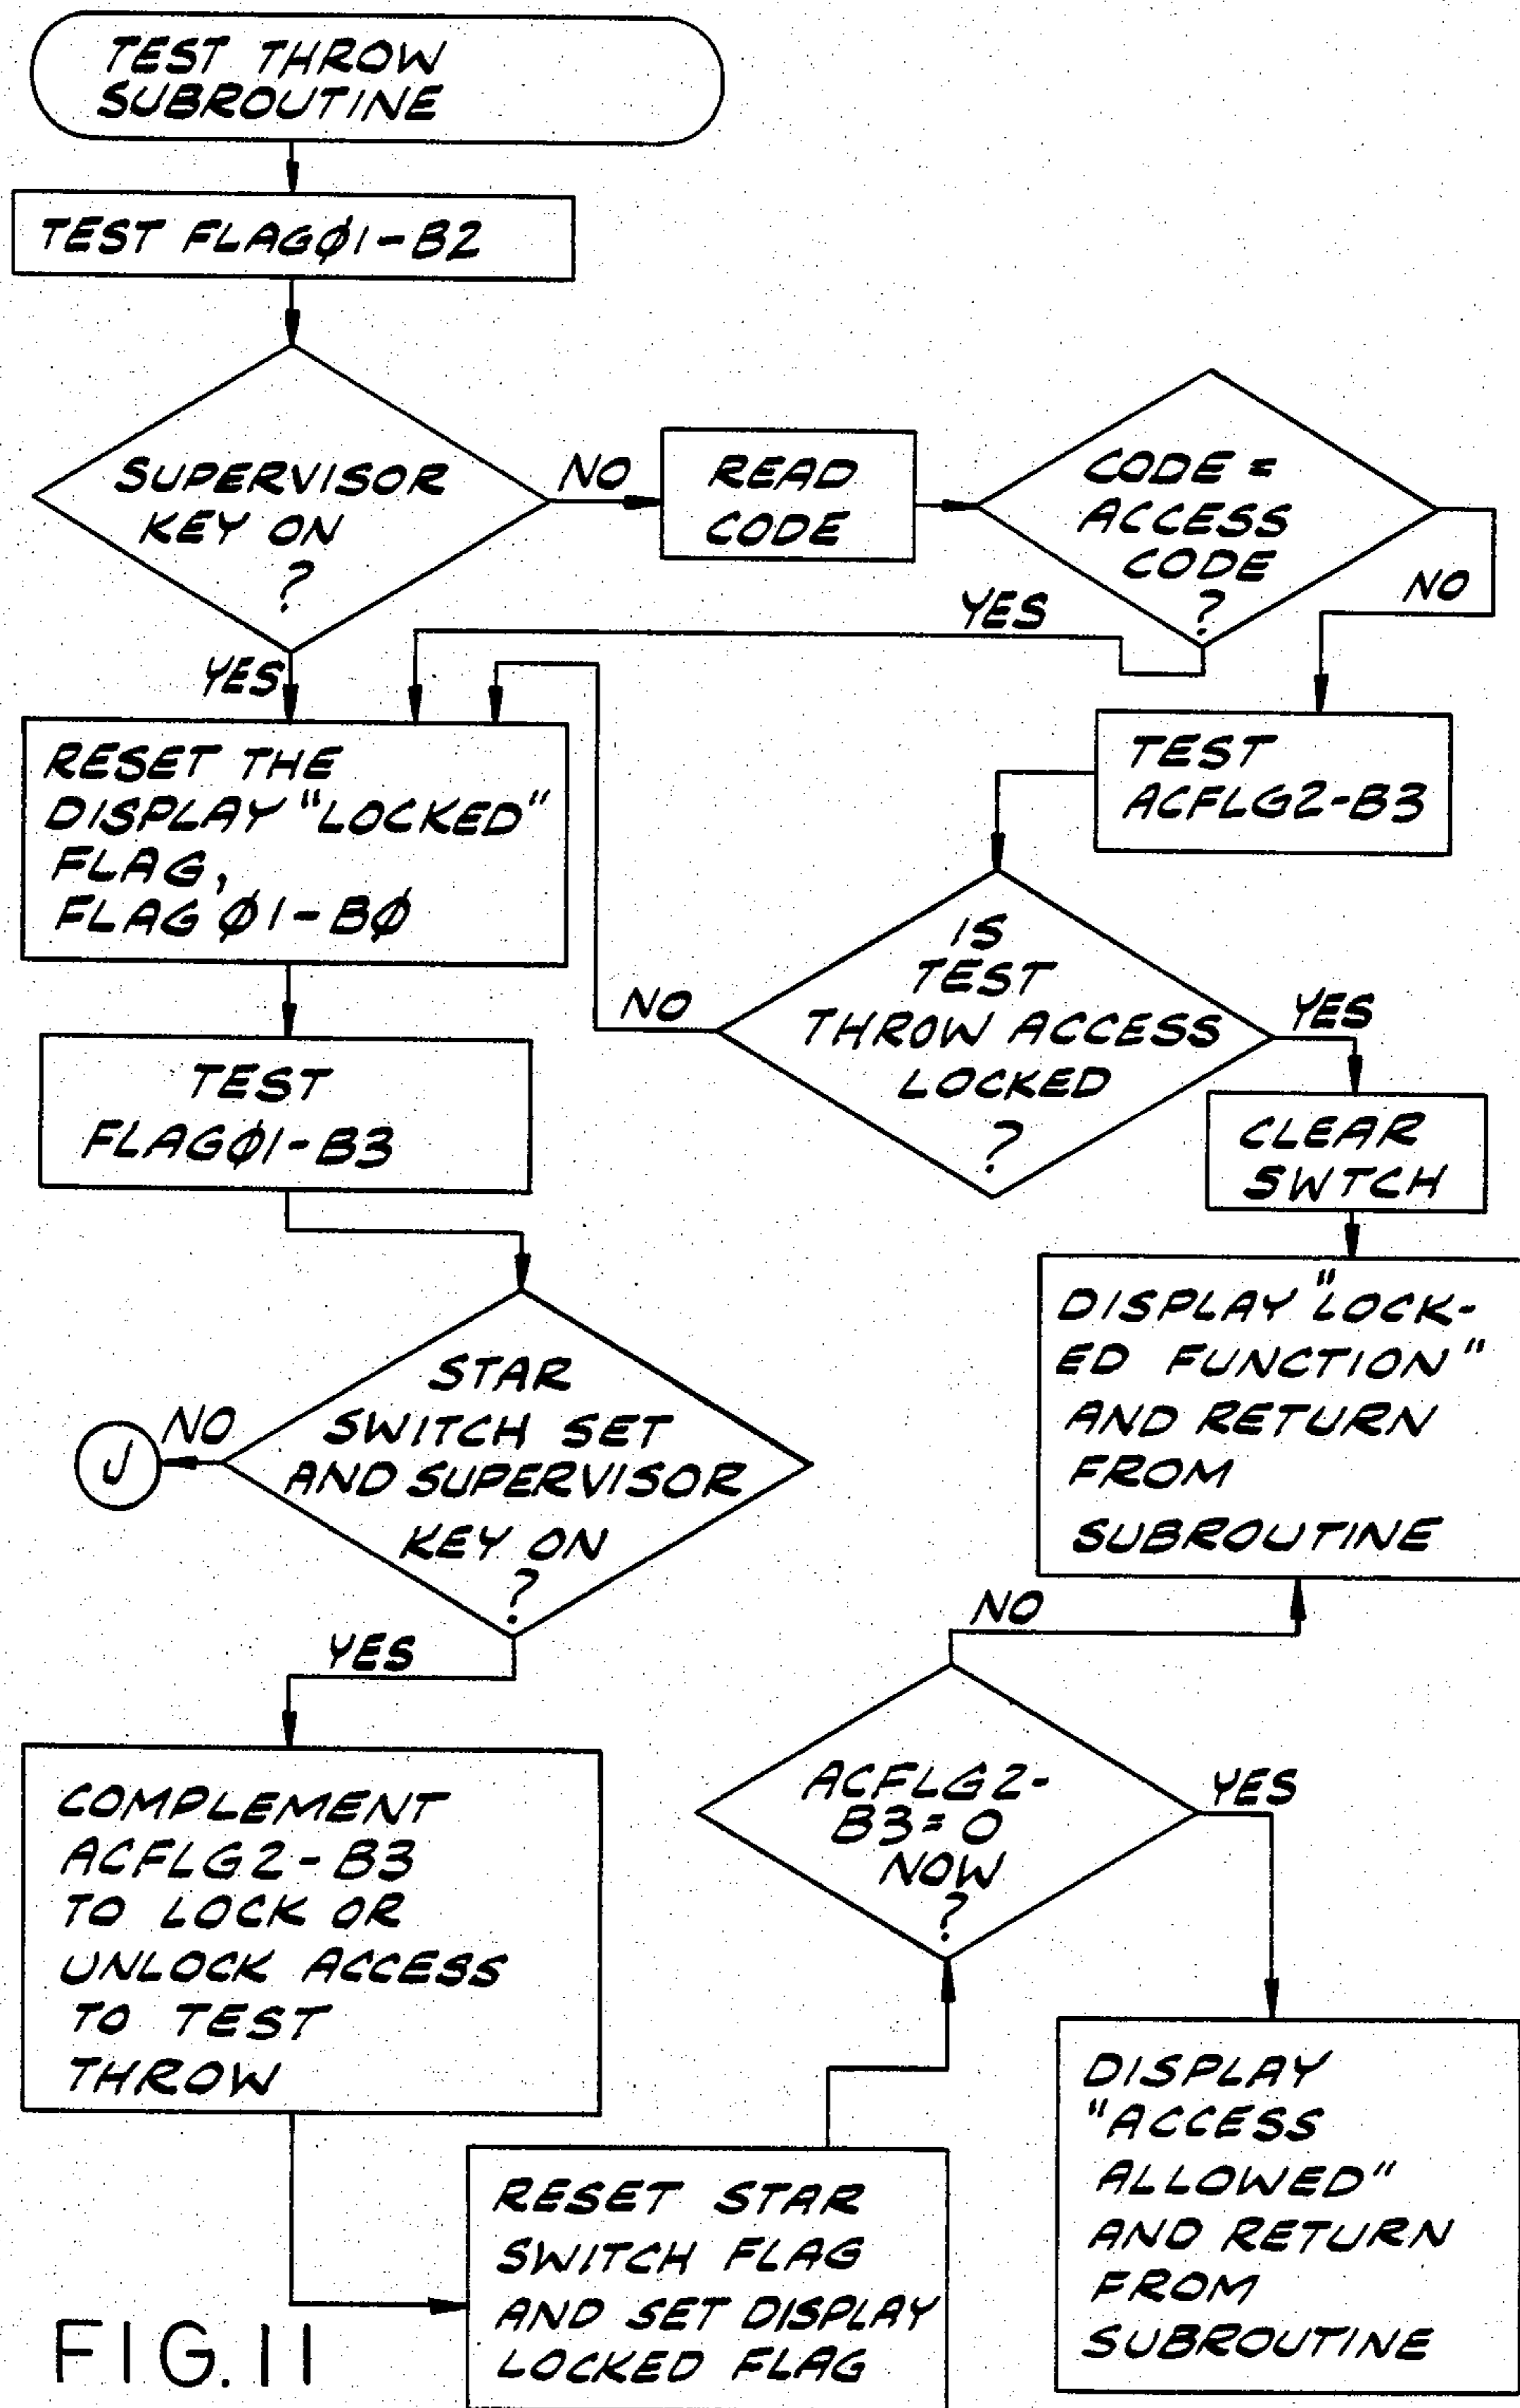 TEST THROW
SUBROUTINE
TEST FLAGØ1-B2
SUPERVISOR
KEY ON
?
NO
READ
CODE
CODE =
ACCESS
CODE
?
NO
YES
YES
RESET THE
DISPLAY "LOCKED"
FLAG,
FLAG Ø1-BØ
TEST
ACFLG2-B3
IS
TEST
THROW ACCESS
LOCKED
?
NO
YES
TEST
FLAGØ1-B3
CLEAR
SWTCH
DISPLAY "LOCK-
ED FUNCTION"
AND RETURN
FROM
SUBROUTINE
STAR
SWITCH SET
AND SUPERVISOR
KEY ON
?
NO
J
YES
NO
COMPLEMENT
ACFLG2-B3
TO LOCK OR
UNLOCK ACCESS
TO TEST
THROW
ACFLG2-
B3=0
NOW
?
YES
RESET STAR
SWITCH FLAG
AND SET DISPLAY
LOCKED FLAG
DISPLAY
"ACCESS
ALLOWED"
AND RETURN
FROM
SUBROUTINE
FIG.11